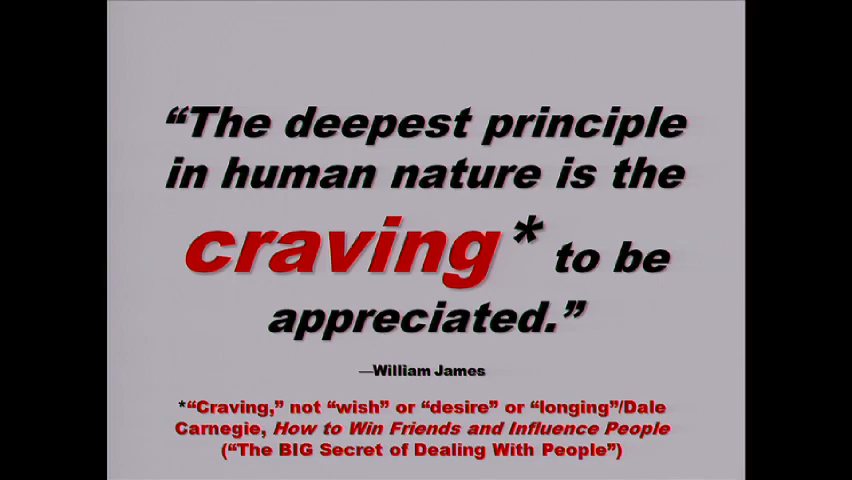 “The deepest principle
in human nature is the
craving* to be
appreciated.”
—William James
*“Craving,” not “wish” or “desire” or “longing”/Dale
Carnegie, How to Win Friends and Influence People
(“The BIG Secret of Dealing With People”)